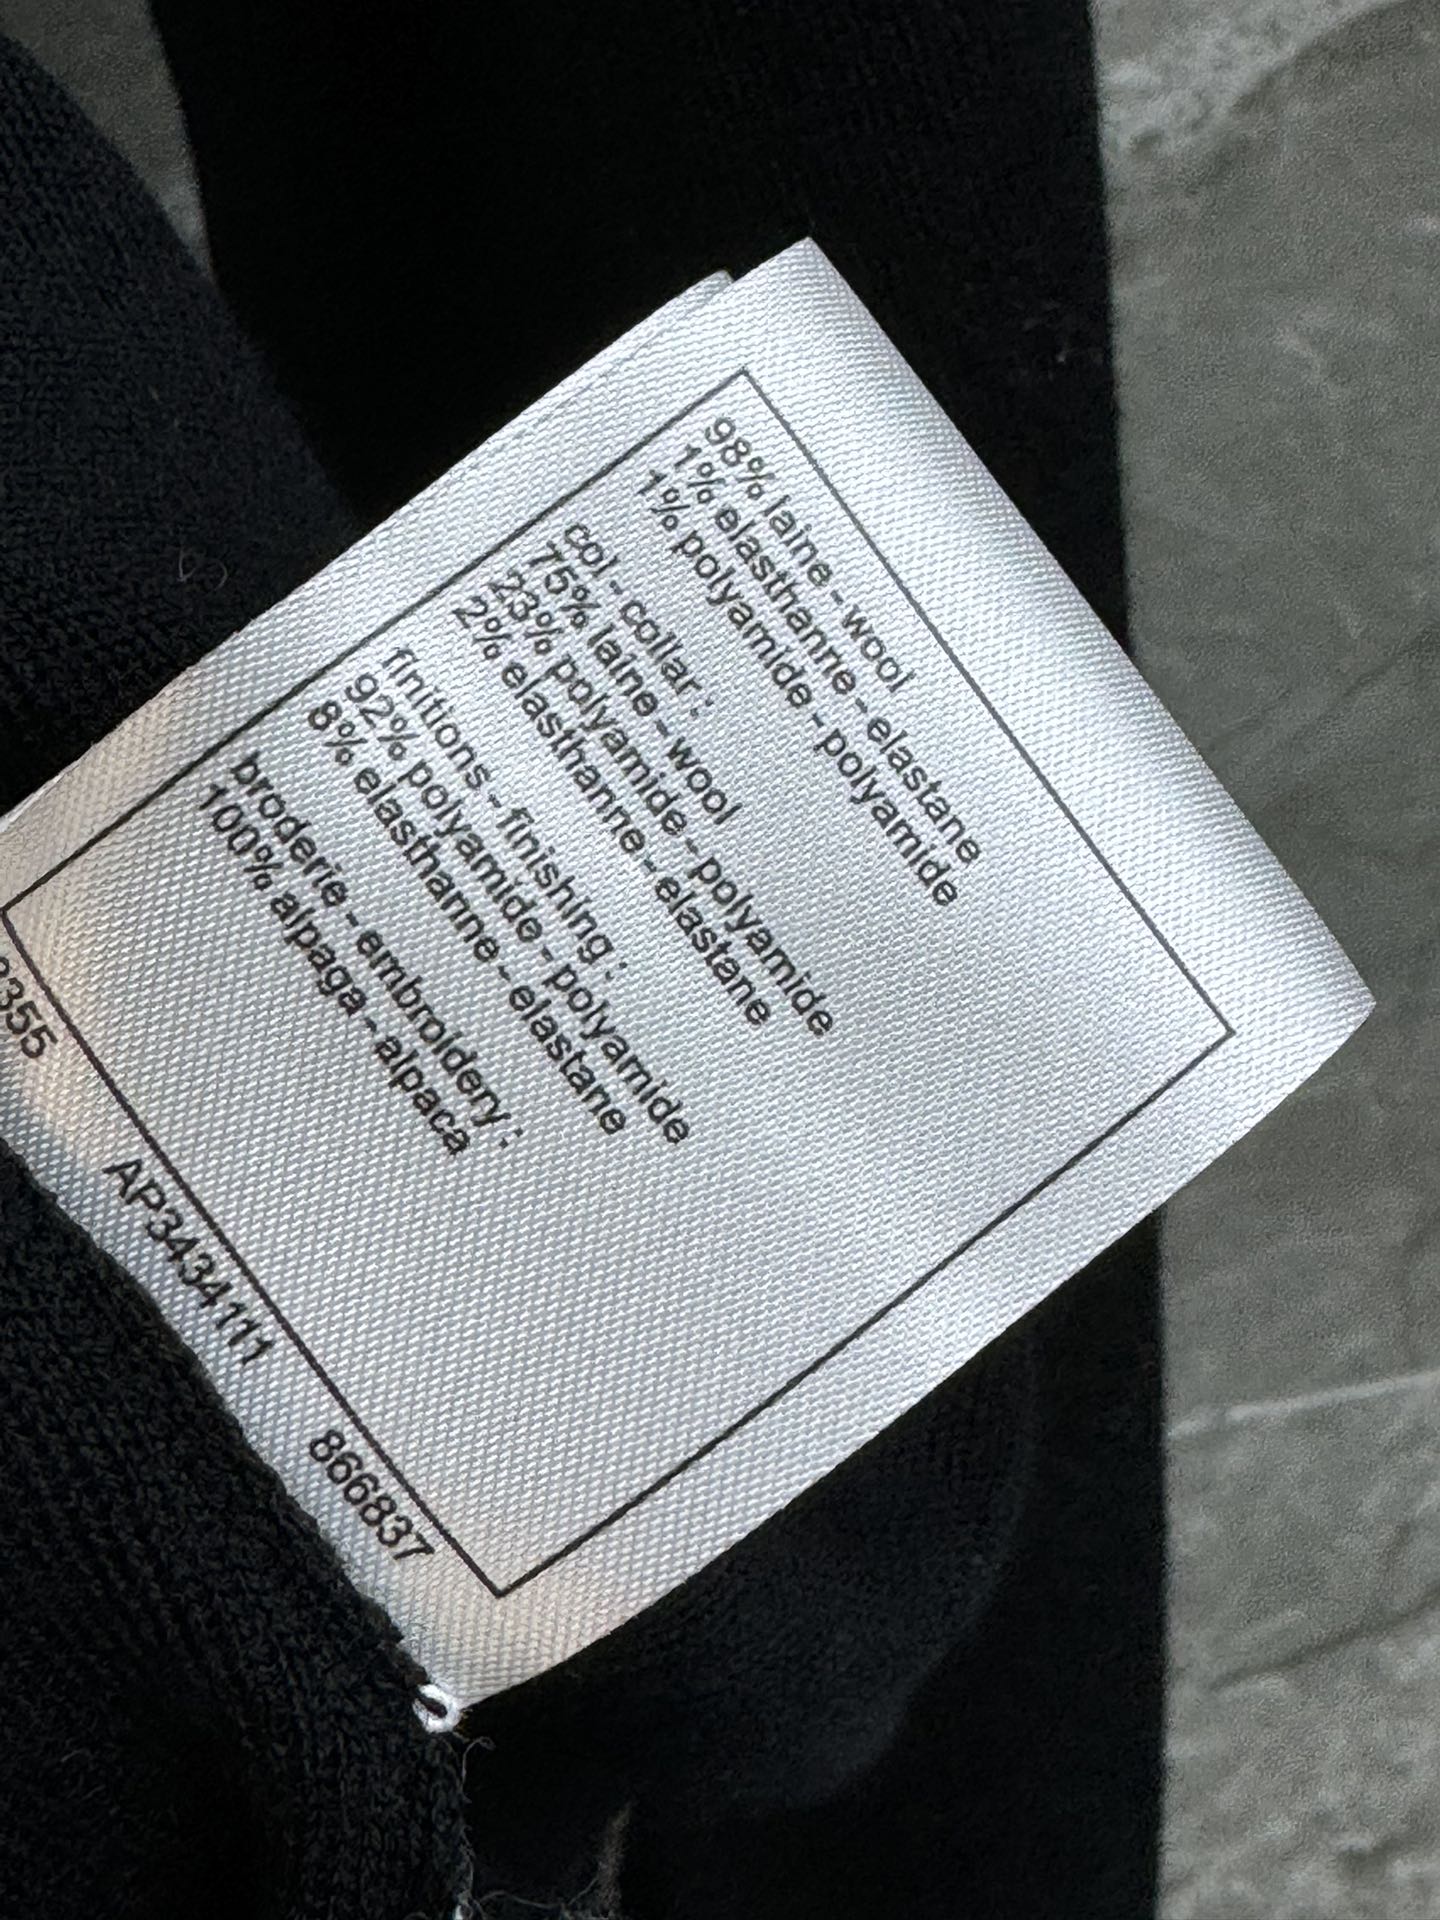 98% laine - wool
1% elasthanne - elastane
1% polyamide - polyamide
col - collar :
75% laine - wool
23% polyamide - polyamide
2% elasthanne - elastane
finitions - finishing :
92% polyamide - polyamide
8% elasthanne - elastane
broderie - embroidery :
100% alpaga - alpaca
AP3434111 866837